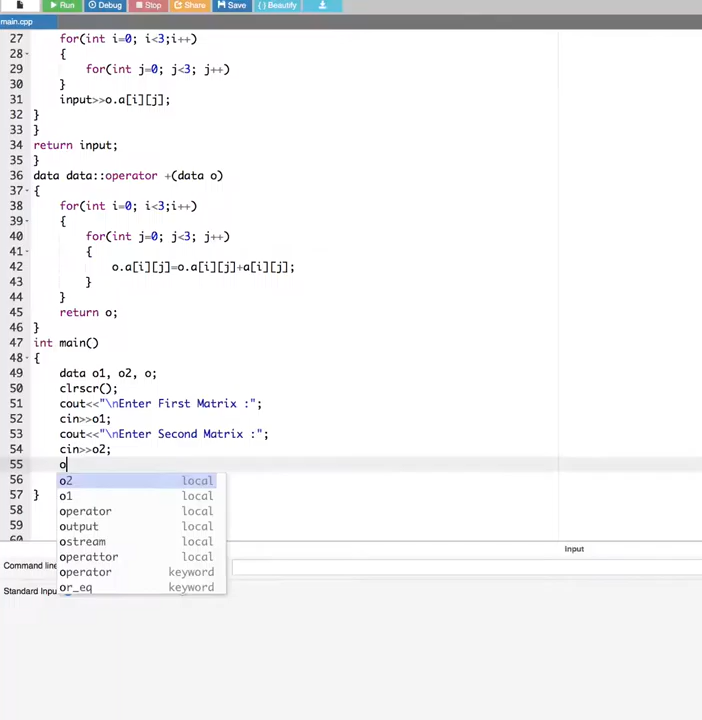 Run Debug Stop Share Save { } Beautify
main.cpp
27 for(int i=0; i<3;i++)
28 {
29 for(int j=0; j<3; j++)
30 }
31 input>>o.a[i][j];
32 }
33 }
34 return input;
35 }
36 data data::operator +(data o)
37 {
38 for(int i=0; i<3;i++)
39 {
40 for(int j=0; j<3; j++)
41 {
42 o.a[i][j]=o.a[i][j]+a[i][j];
43 }
44 }
45 return o;
46 }
47 int main()
48 {
49 data o1, o2, o;
50 clrscr();
51 cout<<"\nEnter First Matrix :";
52 cin>>o1;
53 cout<<"\nEnter Second Matrix :";
54 cin>>o2;
55 o
56 o2 local
57 } o1 local
58 operator local
59 output local
60 ostream local
operattor local
Input
Command line operator keyword
Standard Input or_eq keyword